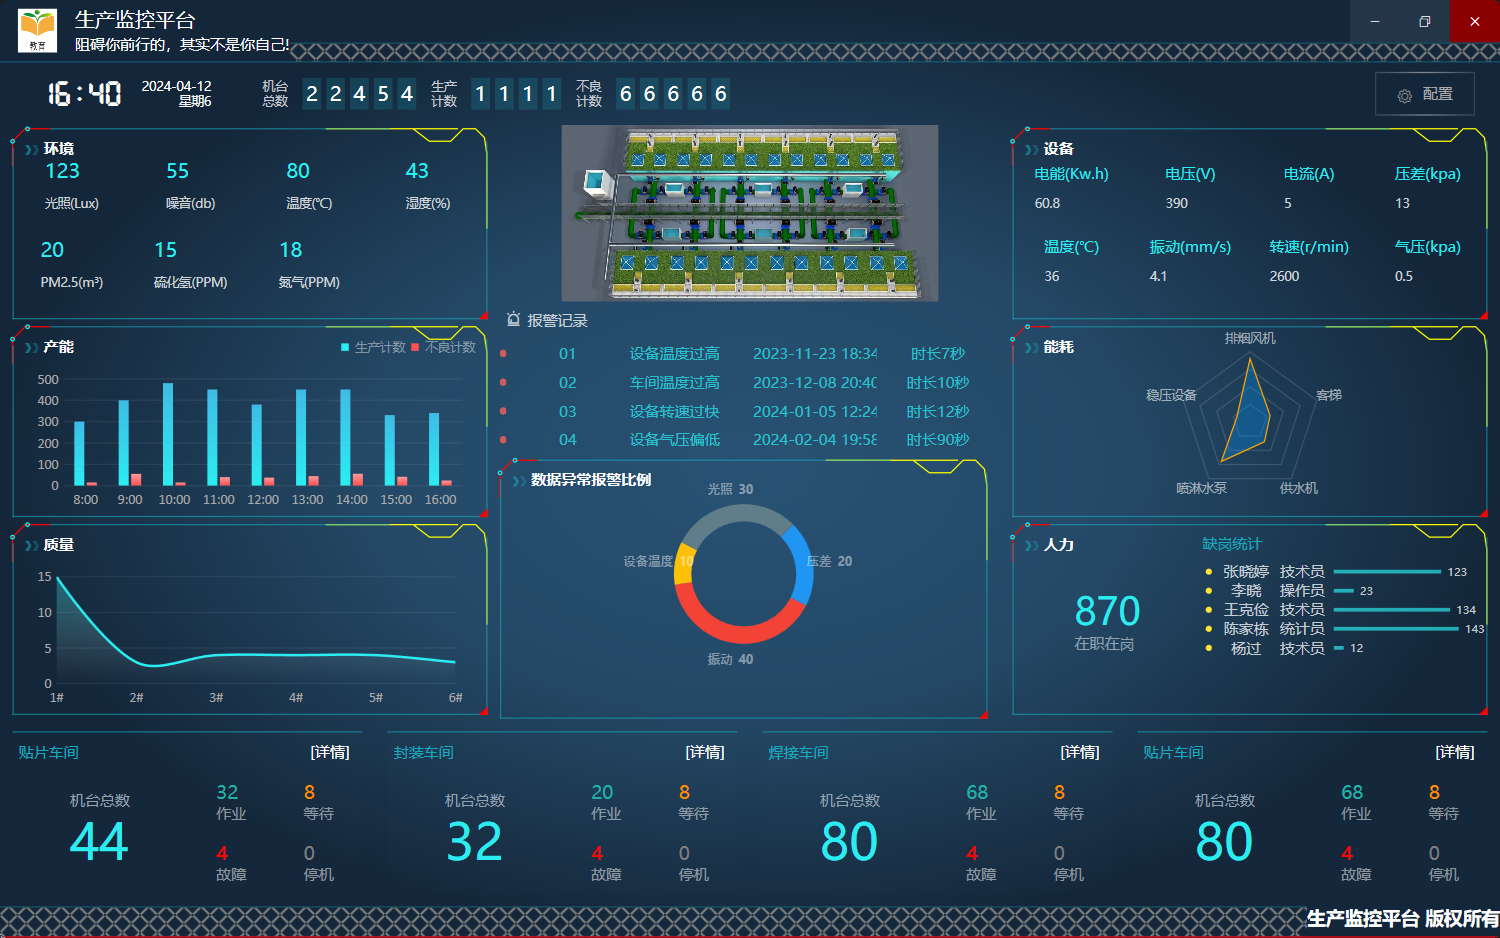 教育
生产监控平台
阻碍你前行的，其实不是你自己!
16:40
2024-04-12
星期6
机台总数 22454
生产计数 1111
不良计数 66666
配置
环境
123 55 80 43
光照(Lux) 噪音(db) 温度(℃) 湿度(%)
20 15 18
PM2.5(m³) 硫化氢(PPM) 氮气(PPM)
产能
生产计数 不良计数
500
400
300
200
100
0
8:00 9:00 10:00 11:00 12:00 13:00 14:00 15:00 16:00
质量
15
10
5
0
1# 2# 3# 4# 5# 6#
报警记录
01 设备温度过高 2023-11-23 18:34 时长7秒
02 车间温度过高 2023-12-08 20:40 时长10秒
03 设备转速过快 2024-01-05 12:24 时长12秒
04 设备气压偏低 2024-02-04 19:58 时长90秒
数据异常报警比例
光照 30
设备温度 10
压差 20
振动 40
设备
电能(Kw.h) 电压(V) 电流(A) 压差(kpa)
60.8 390 5 13
温度(℃) 振动(mm/s) 转速(r/min) 气压(kpa)
36 4.1 2600 0.5
能耗
排烟风机
稳压设备
客梯
喷淋水泵
供水机
人力
870
在职在岗
缺岗统计
张晓婷 技术员 123
李晓 操作员 23
王克俭 技术员 134
陈家栋 统计员 143
杨过 技术员 12
贴片车间 [详情]
机台总数
44
32 作业
8 等待
4 故障
0 停机
封装车间 [详情]
机台总数
32
20 作业
8 等待
4 故障
0 停机
焊接车间 [详情]
机台总数
80
68 作业
8 等待
4 故障
0 停机
贴片车间 [详情]
机台总数
80
68 作业
8 等待
4 故障
0 停机
生产监控平台 版权所有